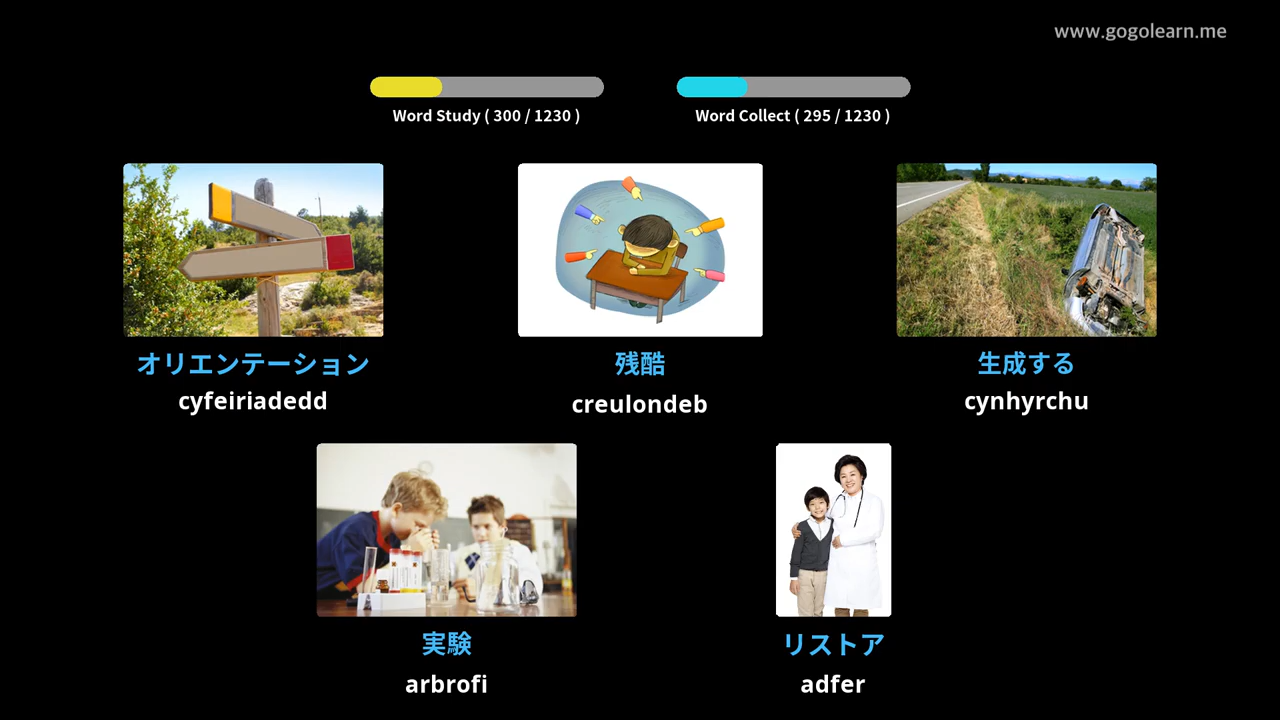 www.gogolearn.me
Word Study ( 300 / 1230 )
Word Collect ( 295 / 1230 )
オリエンテーション
cyfeiriadedd
残酷
creulondeb
生成する
cynhyrchu
実験
arbrofi
リストア
adfer